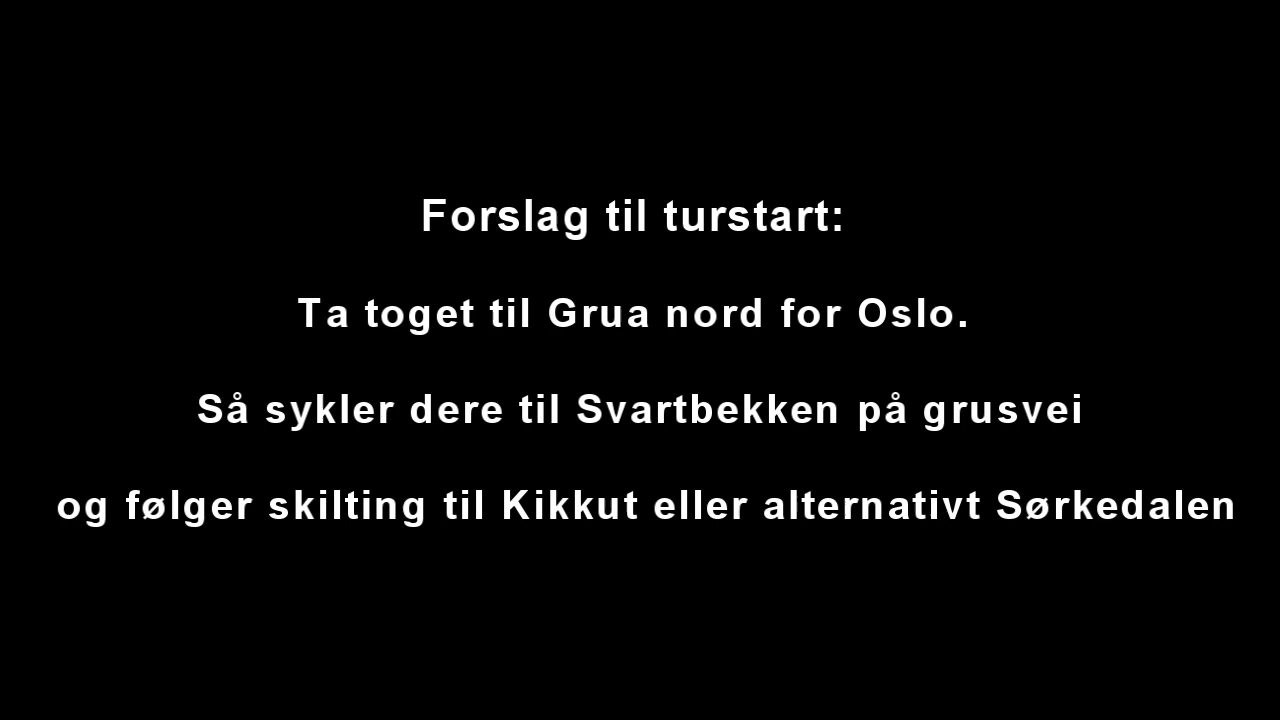 Forslag til turstart:
Ta toget til Grua nord for Oslo.
Så sykler dere til Svartbekken på grusvei
og følger skilting til Kikkut eller alternativt Sørkedalen